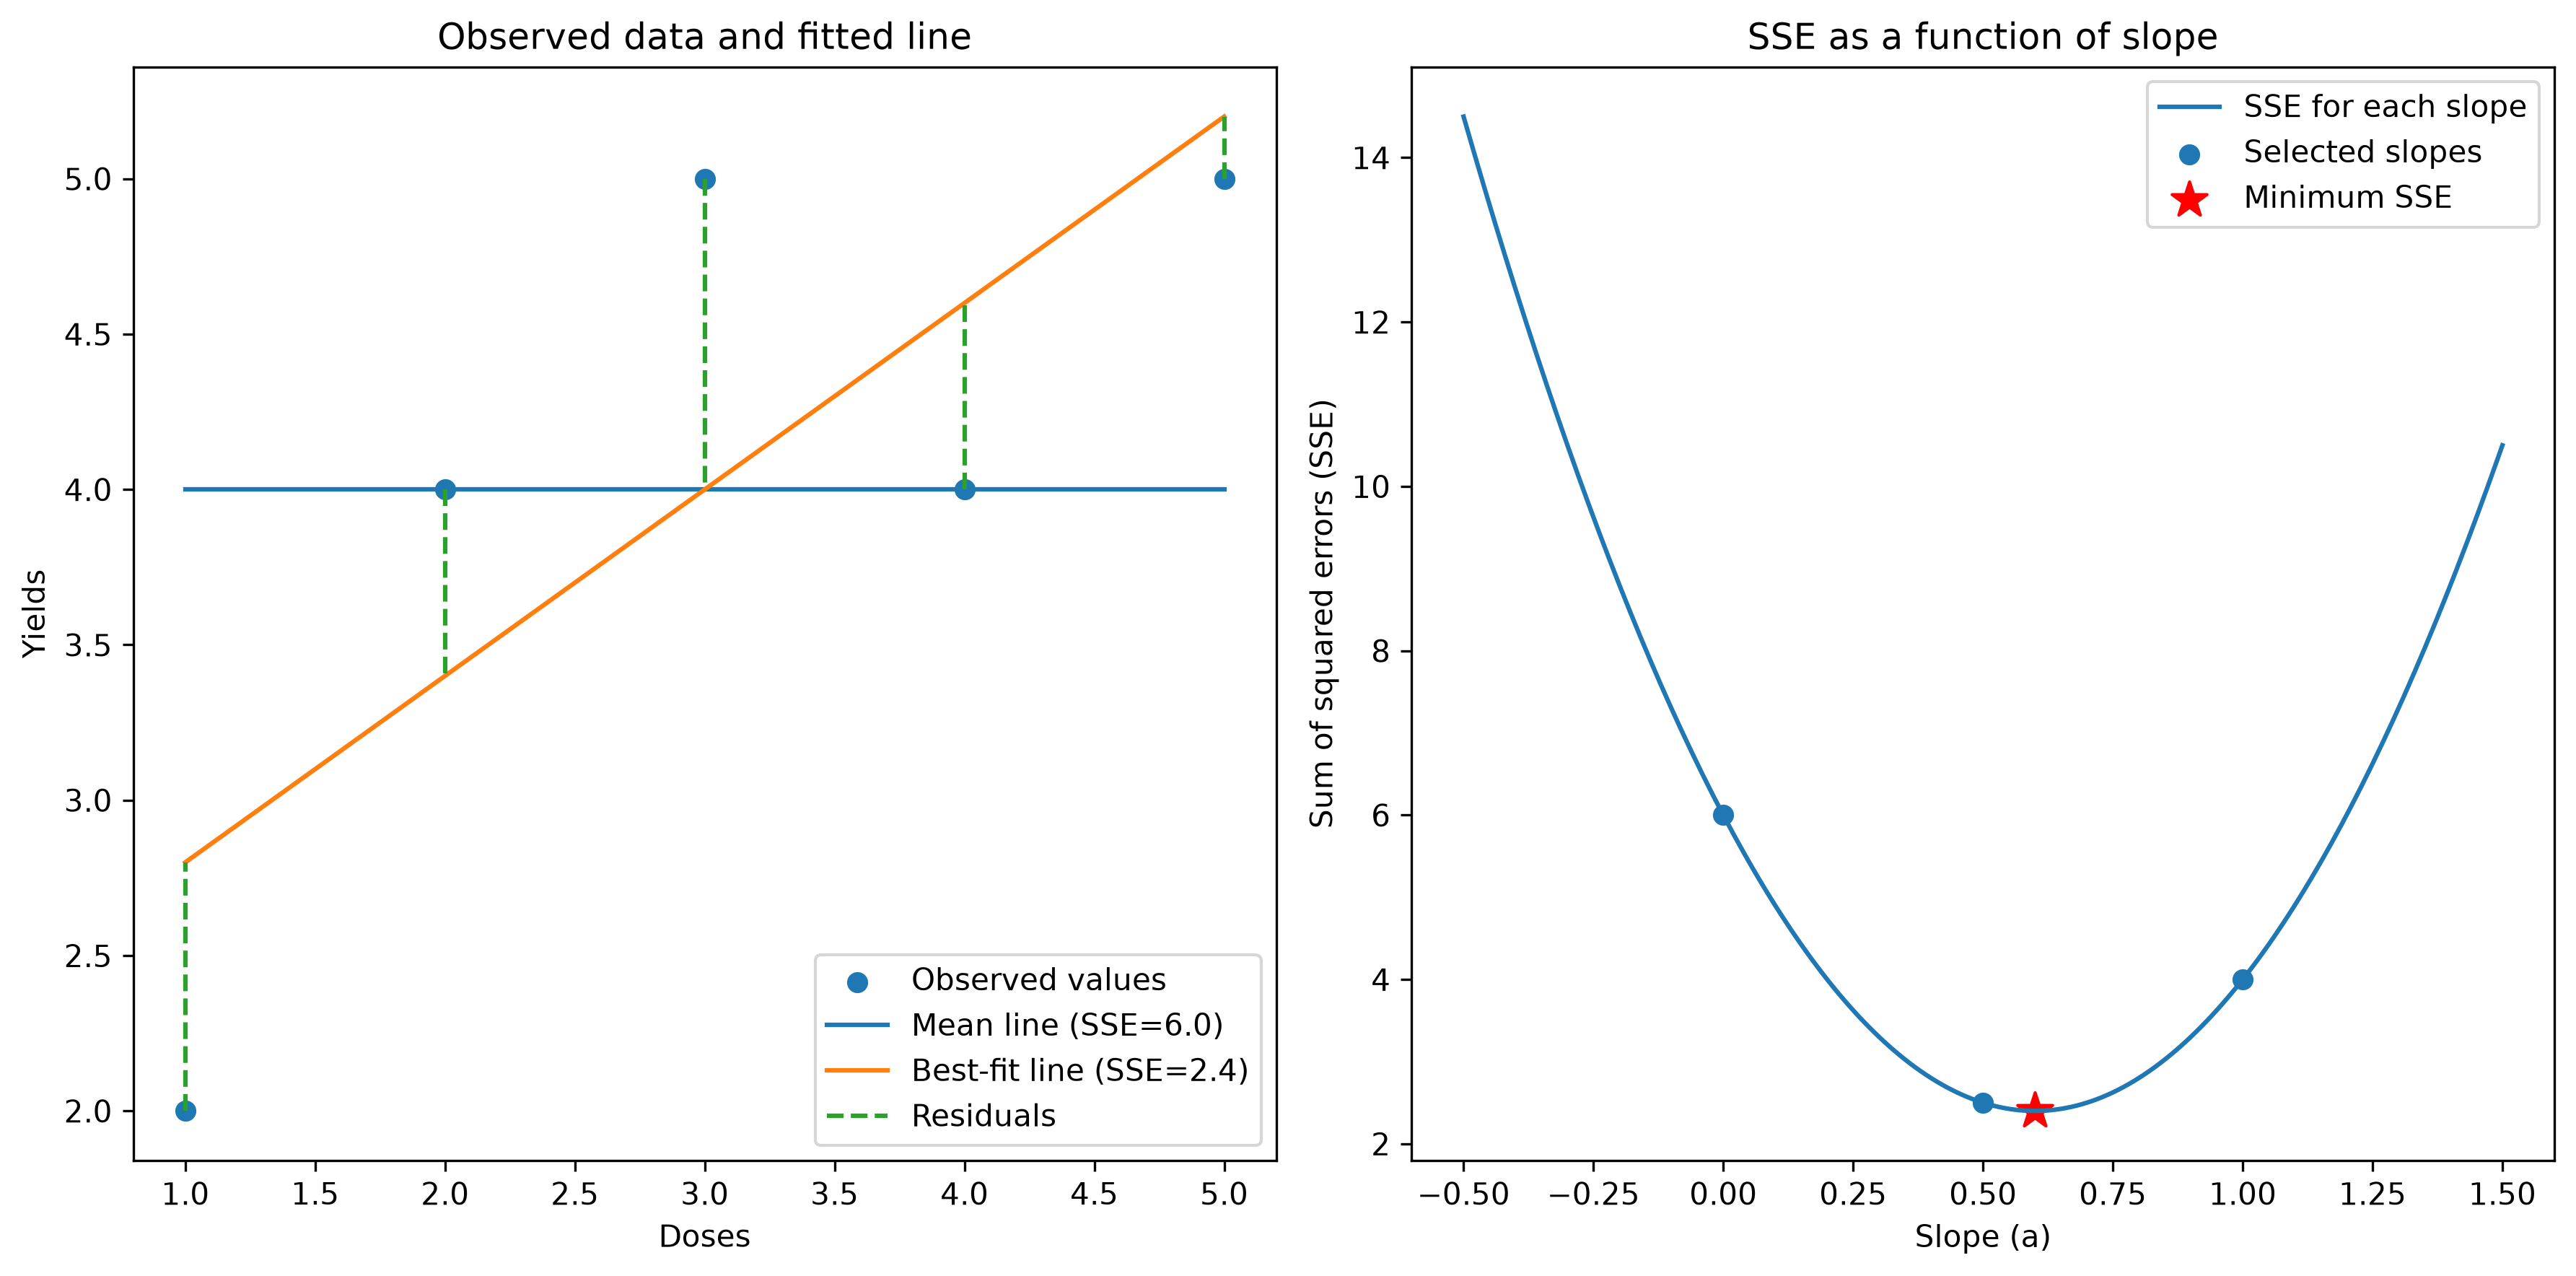 Observed data and fitted line
5.0
4.5
4.0
3.5
3.0
2.5
2.0
Yields
1.0 1.5 2.0 2.5 3.0 3.5 4.0 4.5 5.0
Doses
Observed values
Mean line (SSE=6.0)
Best-fit line (SSE=2.4)
Residuals
SSE as a function of slope
14
12
10
8
6
4
2
Sum of squared errors (SSE)
−0.50 −0.25 0.00 0.25 0.50 0.75 1.00 1.25 1.50
Slope (a)
SSE for each slope
Selected slopes
Minimum SSE